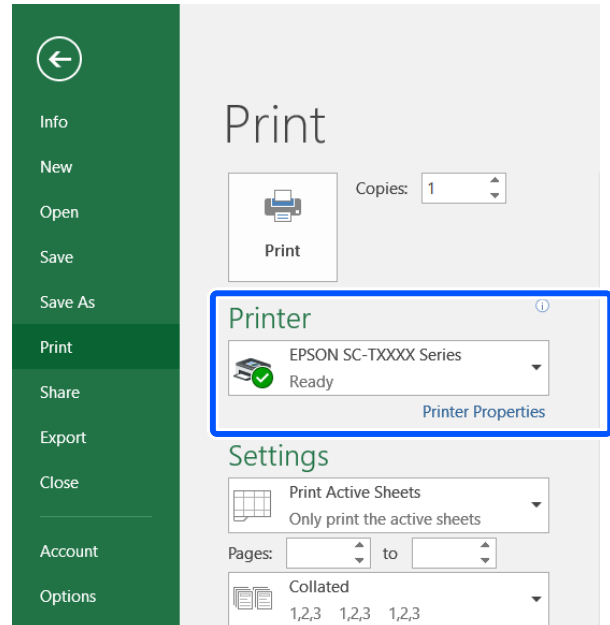 Info
New
Open
Save
Save As
Print
Share
Export
Close
Account
Options
Print
Copies: 1
Print
Printer
EPSON SC-TXXXX Series
Ready
Printer Properties
Settings
Print Active Sheets
Only print the active sheets
Pages: to
Collated
1,2,3 1,2,3 1,2,3